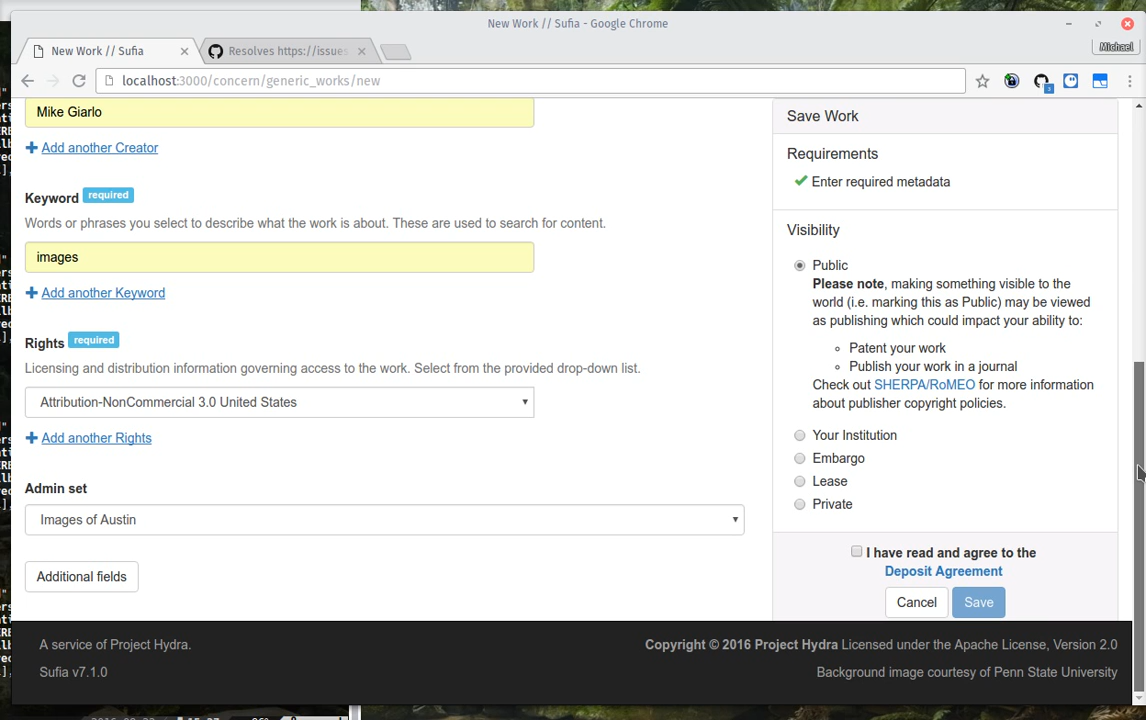 New Work // Sufia - Google Chrome
New Work // Sufia
Resolves https://issues
Michael
localhost:3000/concern/generic_works/new
3
Mike Giarlo
Add another Creator
Keyword required
Words or phrases you select to describe what the work is about. These are used to search for content.
images
Add another Keyword
Rights required
Licensing and distribution information governing access to the work. Select from the provided drop-down list.
Attribution-NonCommercial 3.0 United States
Add another Rights
Admin set
Images of Austin
Additional fields
Save Work
Requirements
Enter required metadata
Visibility
Public
Please note, making something visible to the
world (i.e. marking this as Public) may be viewed
as publishing which could impact your ability to:
Patent your work
Publish your work in a journal
Check out SHERPA/RoMEO for more information
about publisher copyright policies.
Your Institution
Embargo
Lease
Private
I have read and agree to the
Deposit Agreement
Cancel
Save
A service of Project Hydra.
Sufia v7.1.0
Copyright © 2016 Project Hydra Licensed under the Apache License, Version 2.0
Background image courtesy of Penn State University